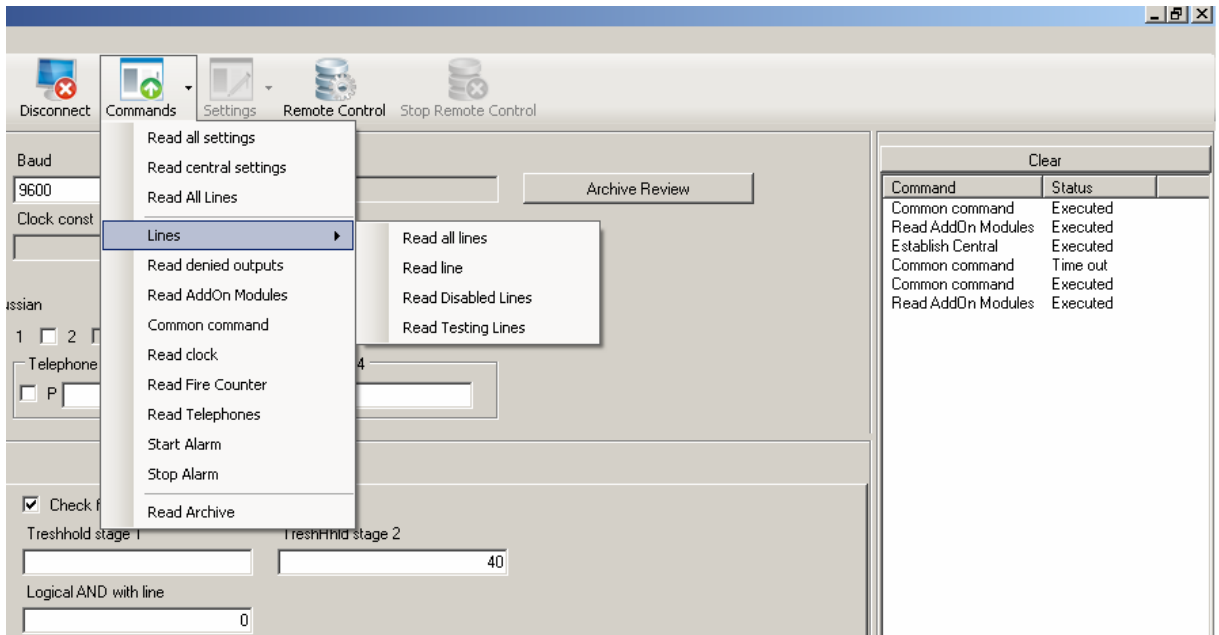 Disconnect Commands Settings Remote Control Stop Remote Control
Read all settings
Read central settings
Read All Lines
Lines
Read denied outputs
Read AddOn Modules
Common command
Read clock
Read Fire Counter
Read Telephones
Start Alarm
Stop Alarm
Read Archive
Read all lines
Read line
Read Disabled Lines
Read Testing Lines
Baud
9600
Archive Review
Clock const
1 2
Telephone
4
P
Check
Treshhold stage 1
stage 2
40
Logical AND with line
0
Clear
Command Status
Common command Executed
Read AddOn Modules Executed
Establish Central Executed
Common command Time out
Common command Executed
Read AddOn Modules Executed